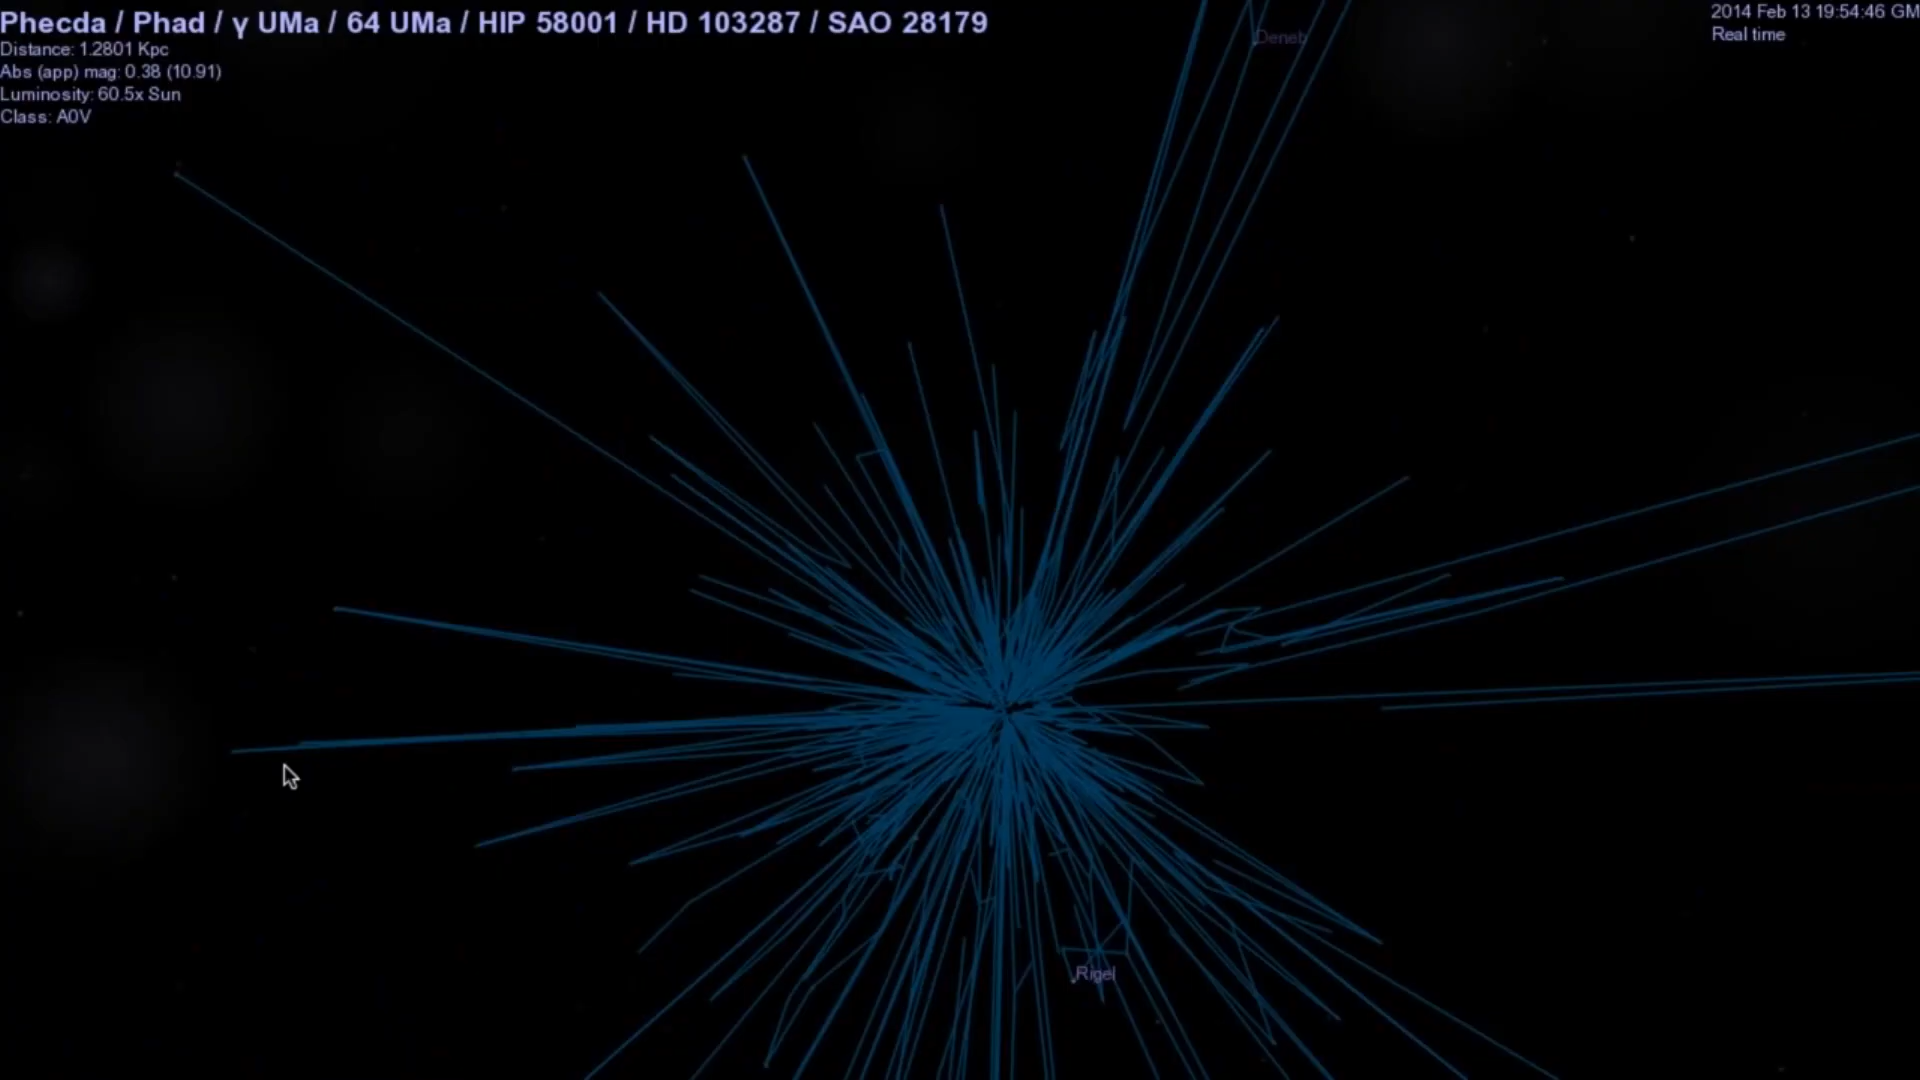 Phecda / Phad / γ UMa / 64 UMa / HIP 58001 / HD 103287 / SAO 28179
Distance: 1.2801 Kpc
Abs (app) mag: 0.38 (10.91)
Luminosity: 60.5x Sun
Class: A0V
2014 Feb 13 19:54:46 GM
Real time
Deneb
Rigel